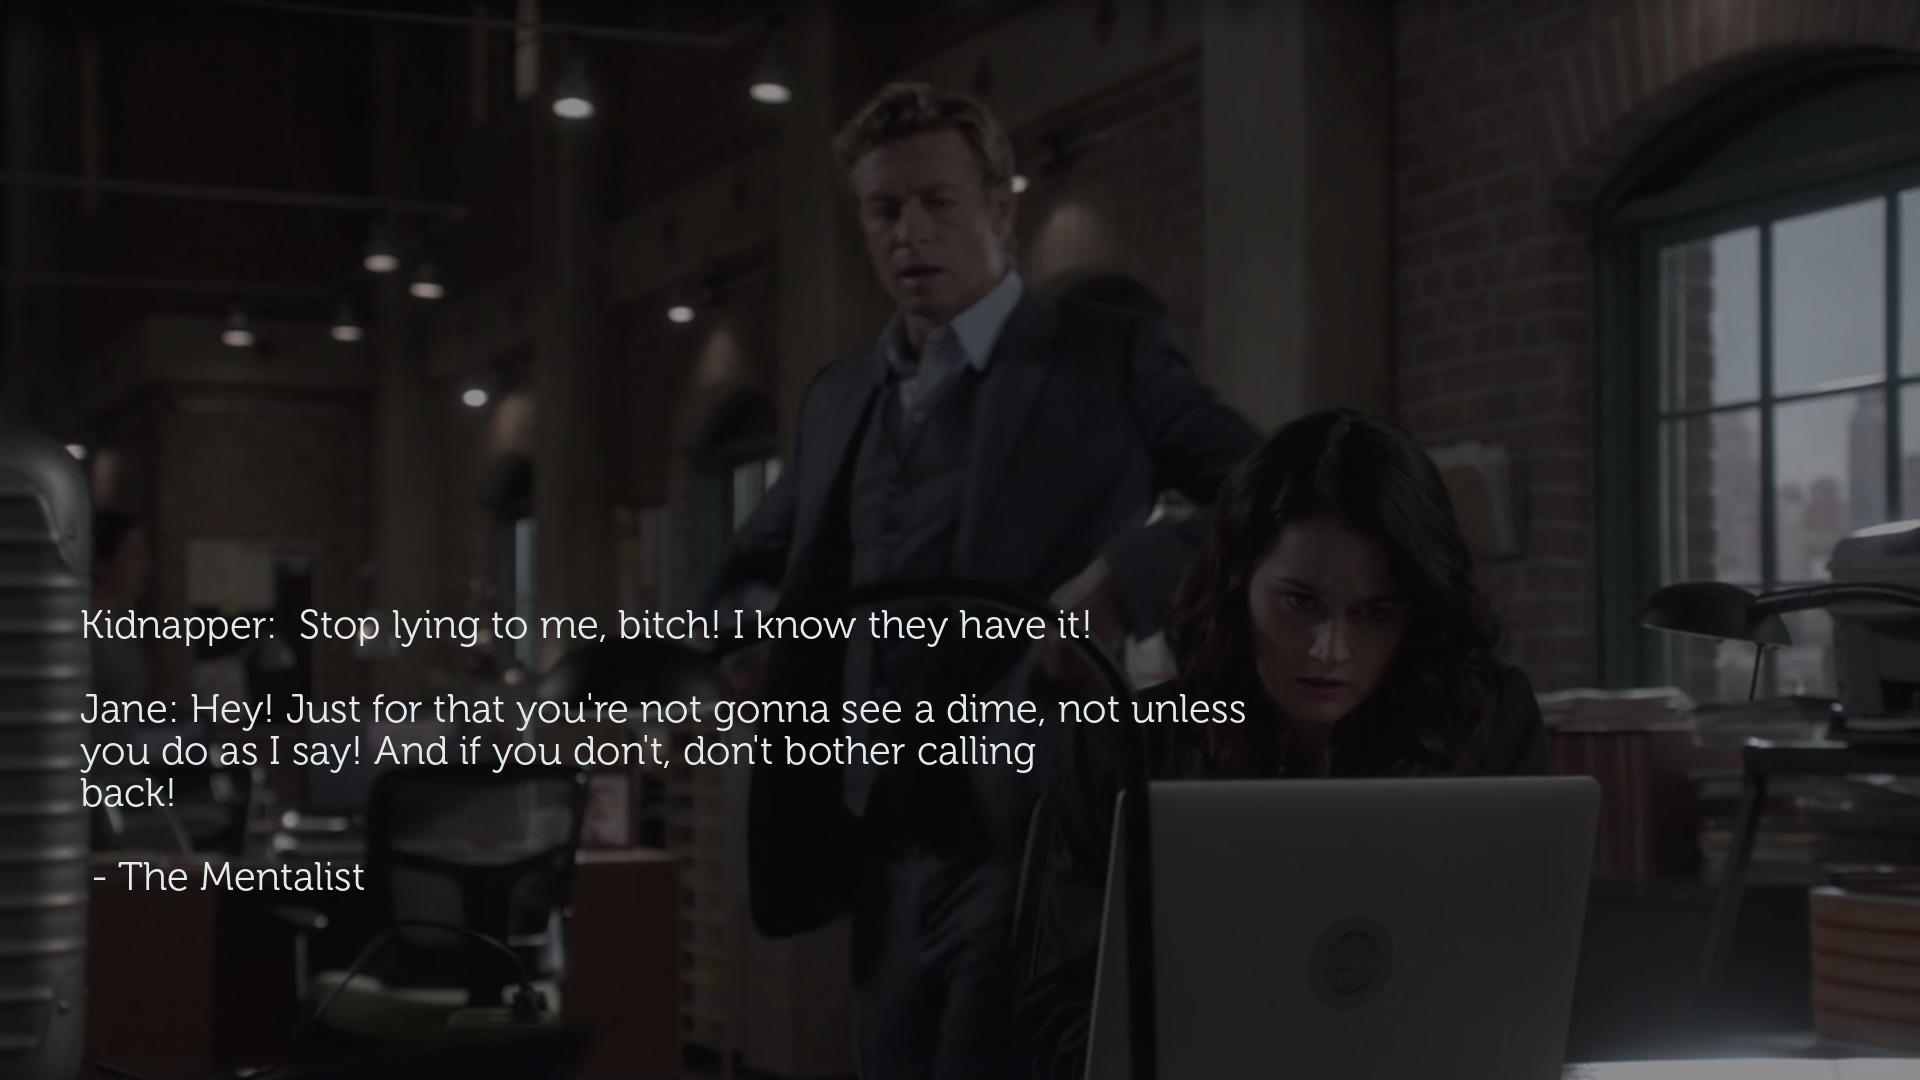 Kidnapper:  Stop lying to me, bitch! I know they have it!
Jane: Hey! Just for that you're not gonna see a dime, not unless
you do as I say! And if you don't, don't bother calling
back!
- The Mentalist